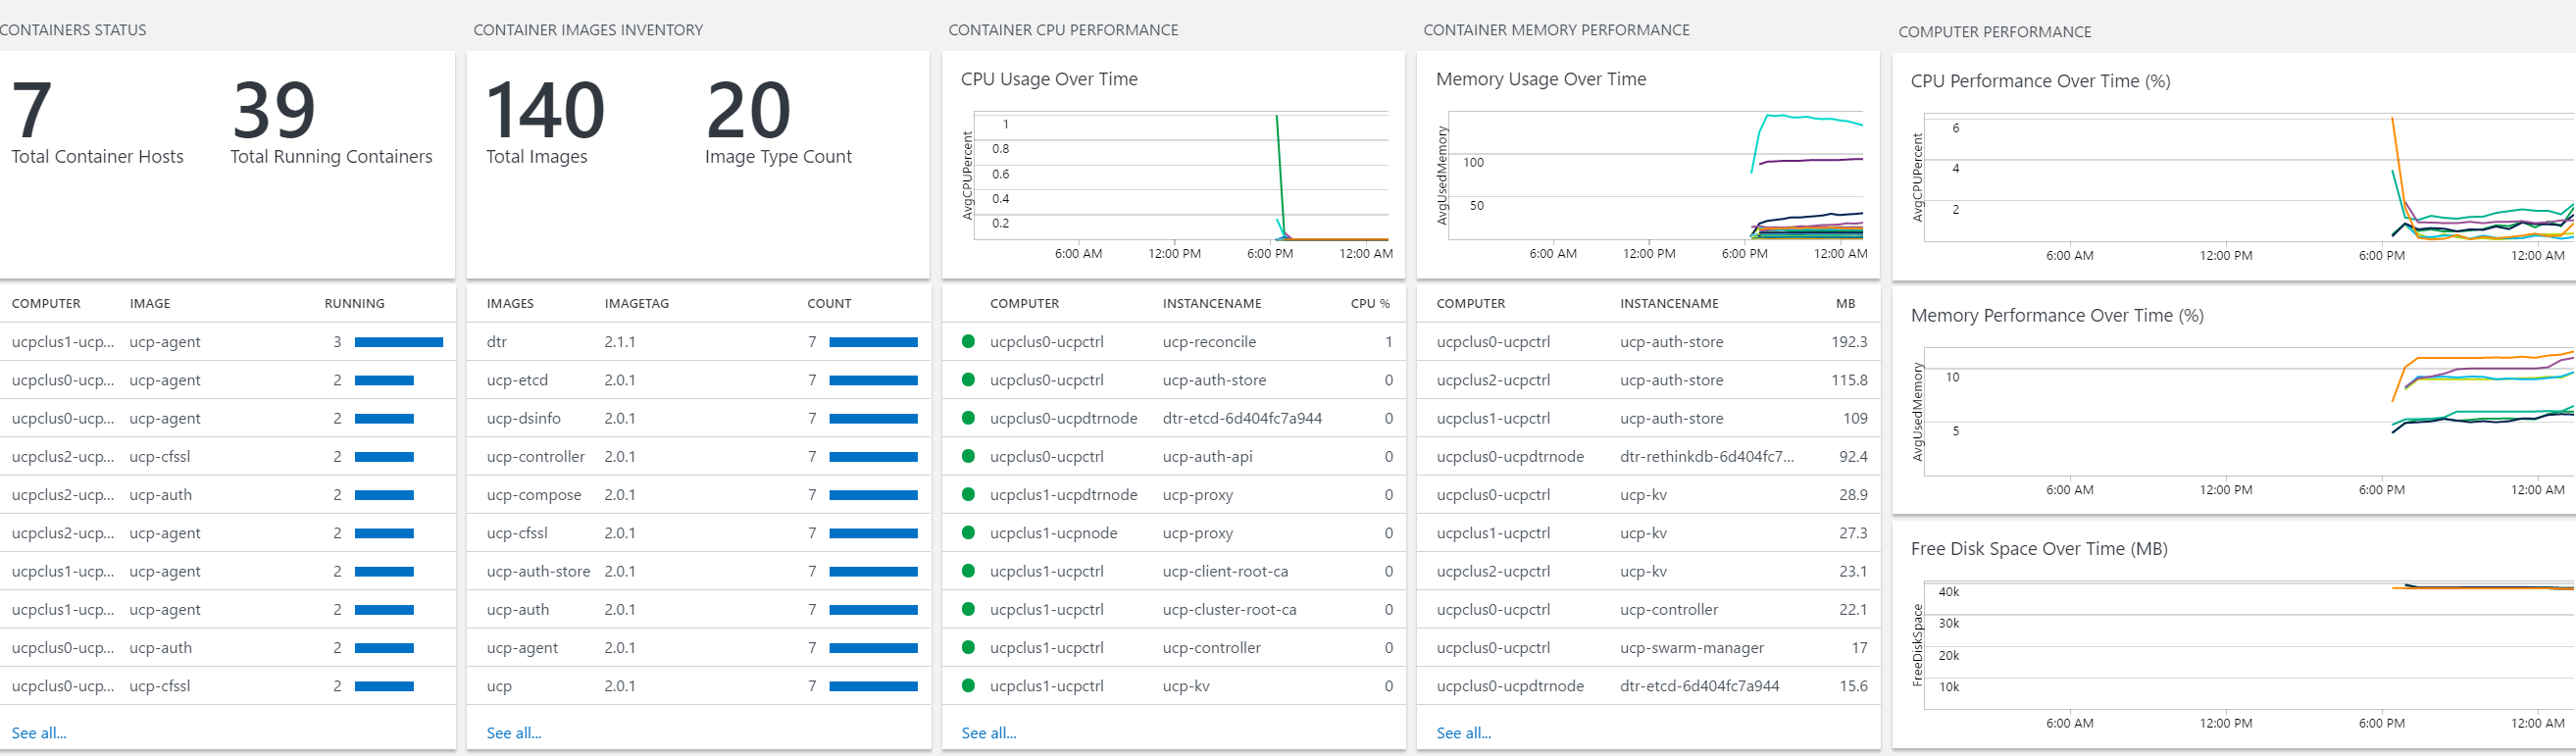 CONTAINERS STATUS
7
39
Total Container Hosts
Total Running Containers
COMPUTER IMAGE RUNNING
ucpclus1-ucp... ucp-agent 3
ucpclus0-ucp... ucp-agent 2
ucpclus0-ucp... ucp-agent 2
ucpclus2-ucp... ucp-cfssl 2
ucpclus2-ucp... ucp-auth 2
ucpclus2-ucp... ucp-agent 2
ucpclus1-ucp... ucp-agent 2
ucpclus1-ucp... ucp-agent 2
ucpclus0-ucp... ucp-auth 2
ucpclus0-ucp... ucp-cfssl 2
See all...
CONTAINER IMAGES INVENTORY
140
20
Total Images
Image Type Count
IMAGES IMAGETAG COUNT
dtr 2.1.1 7
ucp-etcd 2.0.1 7
ucp-dsinfo 2.0.1 7
ucp-controller 2.0.1 7
ucp-compose 2.0.1 7
ucp-cfssl 2.0.1 7
ucp-auth-store 2.0.1 7
ucp-auth 2.0.1 7
ucp-agent 2.0.1 7
ucp 2.0.1 7
See all...
CONTAINER CPU PERFORMANCE
CPU Usage Over Time
AvgCPUPercent
1
0.8
0.6
0.4
0.2
6:00 AM 12:00 PM 6:00 PM 12:00 AM
COMPUTER INSTANCENAME CPU %
ucpclus0-ucpctrl ucp-reconcile 1
ucpclus0-ucpctrl ucp-auth-store 0
ucpclus0-ucpdtrnode dtr-etcd-6d404fc7a944 0
ucpclus0-ucpctrl ucp-auth-api 0
ucpclus1-ucpdtrnode ucp-proxy 0
ucpclus1-ucpnode ucp-proxy 0
ucpclus1-ucpctrl ucp-client-root-ca 0
ucpclus1-ucpctrl ucp-cluster-root-ca 0
ucpclus1-ucpctrl ucp-controller 0
ucpclus1-ucpctrl ucp-kv 0
See all...
CONTAINER MEMORY PERFORMANCE
Memory Usage Over Time
AvgUsedMemory
100
50
6:00 AM 12:00 PM 6:00 PM 12:00 AM
COMPUTER INSTANCENAME MB
ucpclus0-ucpctrl ucp-auth-store 192.3
ucpclus2-ucpctrl ucp-auth-store 115.8
ucpclus1-ucpctrl ucp-auth-store 109
ucpclus0-ucpdtrnode dtr-rethinkdb-6d404fc7... 92.4
ucpclus0-ucpctrl ucp-kv 28.9
ucpclus1-ucpctrl ucp-kv 27.3
ucpclus2-ucpctrl ucp-kv 23.1
ucpclus0-ucpctrl ucp-controller 22.1
ucpclus0-ucpctrl ucp-swarm-manager 17
ucpclus0-ucpdtrnode dtr-etcd-6d404fc7a944 15.6
See all...
COMPUTER PERFORMANCE
CPU Performance Over Time (%)
AvgCPUPercent
6
4
2
6:00 AM 12:00 PM 6:00 PM 12:00 AM
Memory Performance Over Time (%)
AvgUsedMemory
10
5
6:00 AM 12:00 PM 6:00 PM 12:00 AM
Free Disk Space Over Time (MB)
FreeDiskSpace
40k
30k
20k
10k
6:00 AM 12:00 PM 6:00 PM 12:00 AM